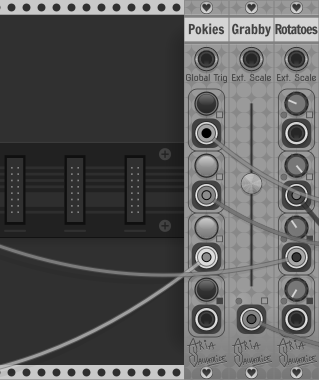 Pokies Grabby Rotatoes
Global Trig Ext. Scale Ext. Scale
Aria Salvatrice Aria Salvatrice Aria Salvatrice